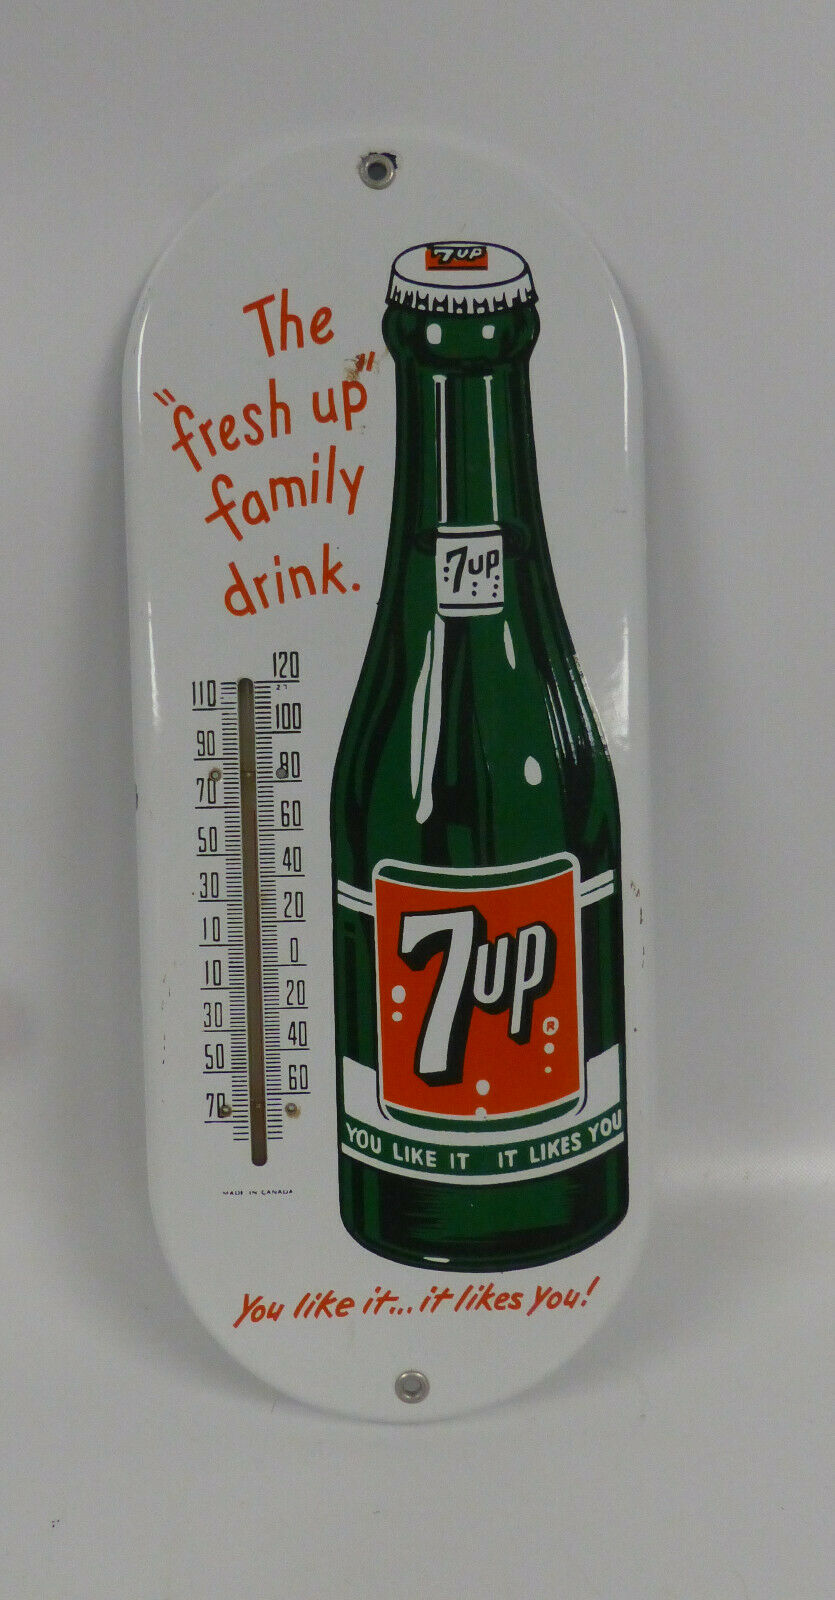 7up
The
"fresh up"
family
drink.
7up
120
110
27
100
90
80
70
60
50
40
30
20
10
0
10
20
30
40
50
60
70
7up
®
YOU LIKE IT IT LIKES YOU
MADE IN CANADA
You like it... it likes you!